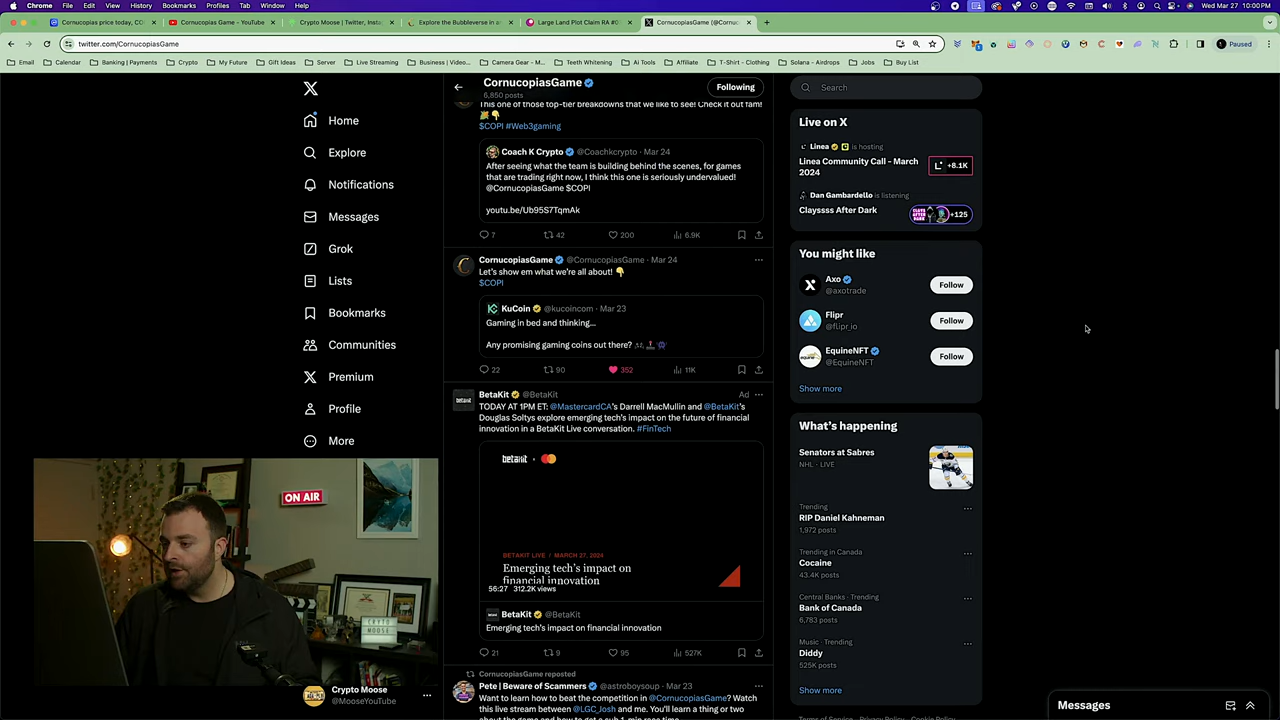 Chrome File Edit View History Bookmarks Profiles Tab Window Help
Wed Mar 27 10:00PM
Cornucopias price today, CO
Cornucopias Game - YouTube
Crypto Moose | Twitter, Insta
Explore the Bubbleverse in a
Large Land Plot Claim RA #0
CornucopiasGame (@Cornuc
twitter.com/CornucopiasGame
Paused
Email Calendar Banking | Payments Crypto My Future Gift Ideas Server Live Streaming Business | Video... Camera Gear - M... Teeth Whitening Ai Tools Affiliate T-Shirt - Clothing Solana - Airdrops Jobs Buy List
Home
Explore
Notifications
Messages
Grok
Lists
Bookmarks
Communities
Premium
Profile
More
ON AIR
CRYPTO
MOOSE
Crypto Moose
@MooseYouTube
CornucopiasGame
6,850 posts
Following
This one of those top-tier breakdowns that we like to see! Check it out fam!
$COPI #Web3gaming
Coach K Crypto @Coachkcrypto · Mar 24
After seeing what the team is building behind the scenes, for games
that are trading right now, I think this one is seriously undervalued!
@CornucopiasGame $COPI
youtu.be/Ub95S7TqmAk
7 42 200 6.9K
CornucopiasGame @CornucopiasGame · Mar 24
Let's show em what we're all about!
$COPI
KuCoin @kucoincom · Mar 23
Gaming in bed and thinking...
Any promising gaming coins out there?
22 90 352 11K
BetaKit @BetaKit Ad
TODAY AT 1PM ET: @MastercardCA's Darrell MacMullin and @BetaKit's
Douglas Soltys explore emerging tech's impact on the future of financial
innovation in a BetaKit Live conversation. #FinTech
betakit
BETAKIT LIVE / MARCH 27, 2024
Emerging tech's impact on
financial innovation
56:27 312.2K views
BetaKit @BetaKit
Emerging tech's impact on financial innovation
21 9 95 527K
CornucopiasGame reposted
Pete | Beware of Scammers @astroboysoup · Mar 23
Want to learn how to beat the competition in @CornucopiasGame? Watch
this live stream between @LGC_Josh and me. You'll learn a thing or two
Search
Live on X
Linea is hosting
Linea Community Call - March
2024
+8.1K
Dan Gambardello is listening
Clayssss After Dark
+125
You might like
Axo
@axotrade
Follow
Flipr
@flipr_io
Follow
EquineNFT
@EquineNFT
Follow
Show more
What's happening
Senators at Sabres
NHL · LIVE
Trending
RIP Daniel Kahneman
1,972 posts
Trending in Canada
Cocaine
43.4K posts
Central Banks · Trending
Bank of Canada
6,783 posts
Music · Trending
Diddy
525K posts
Show more
Messages